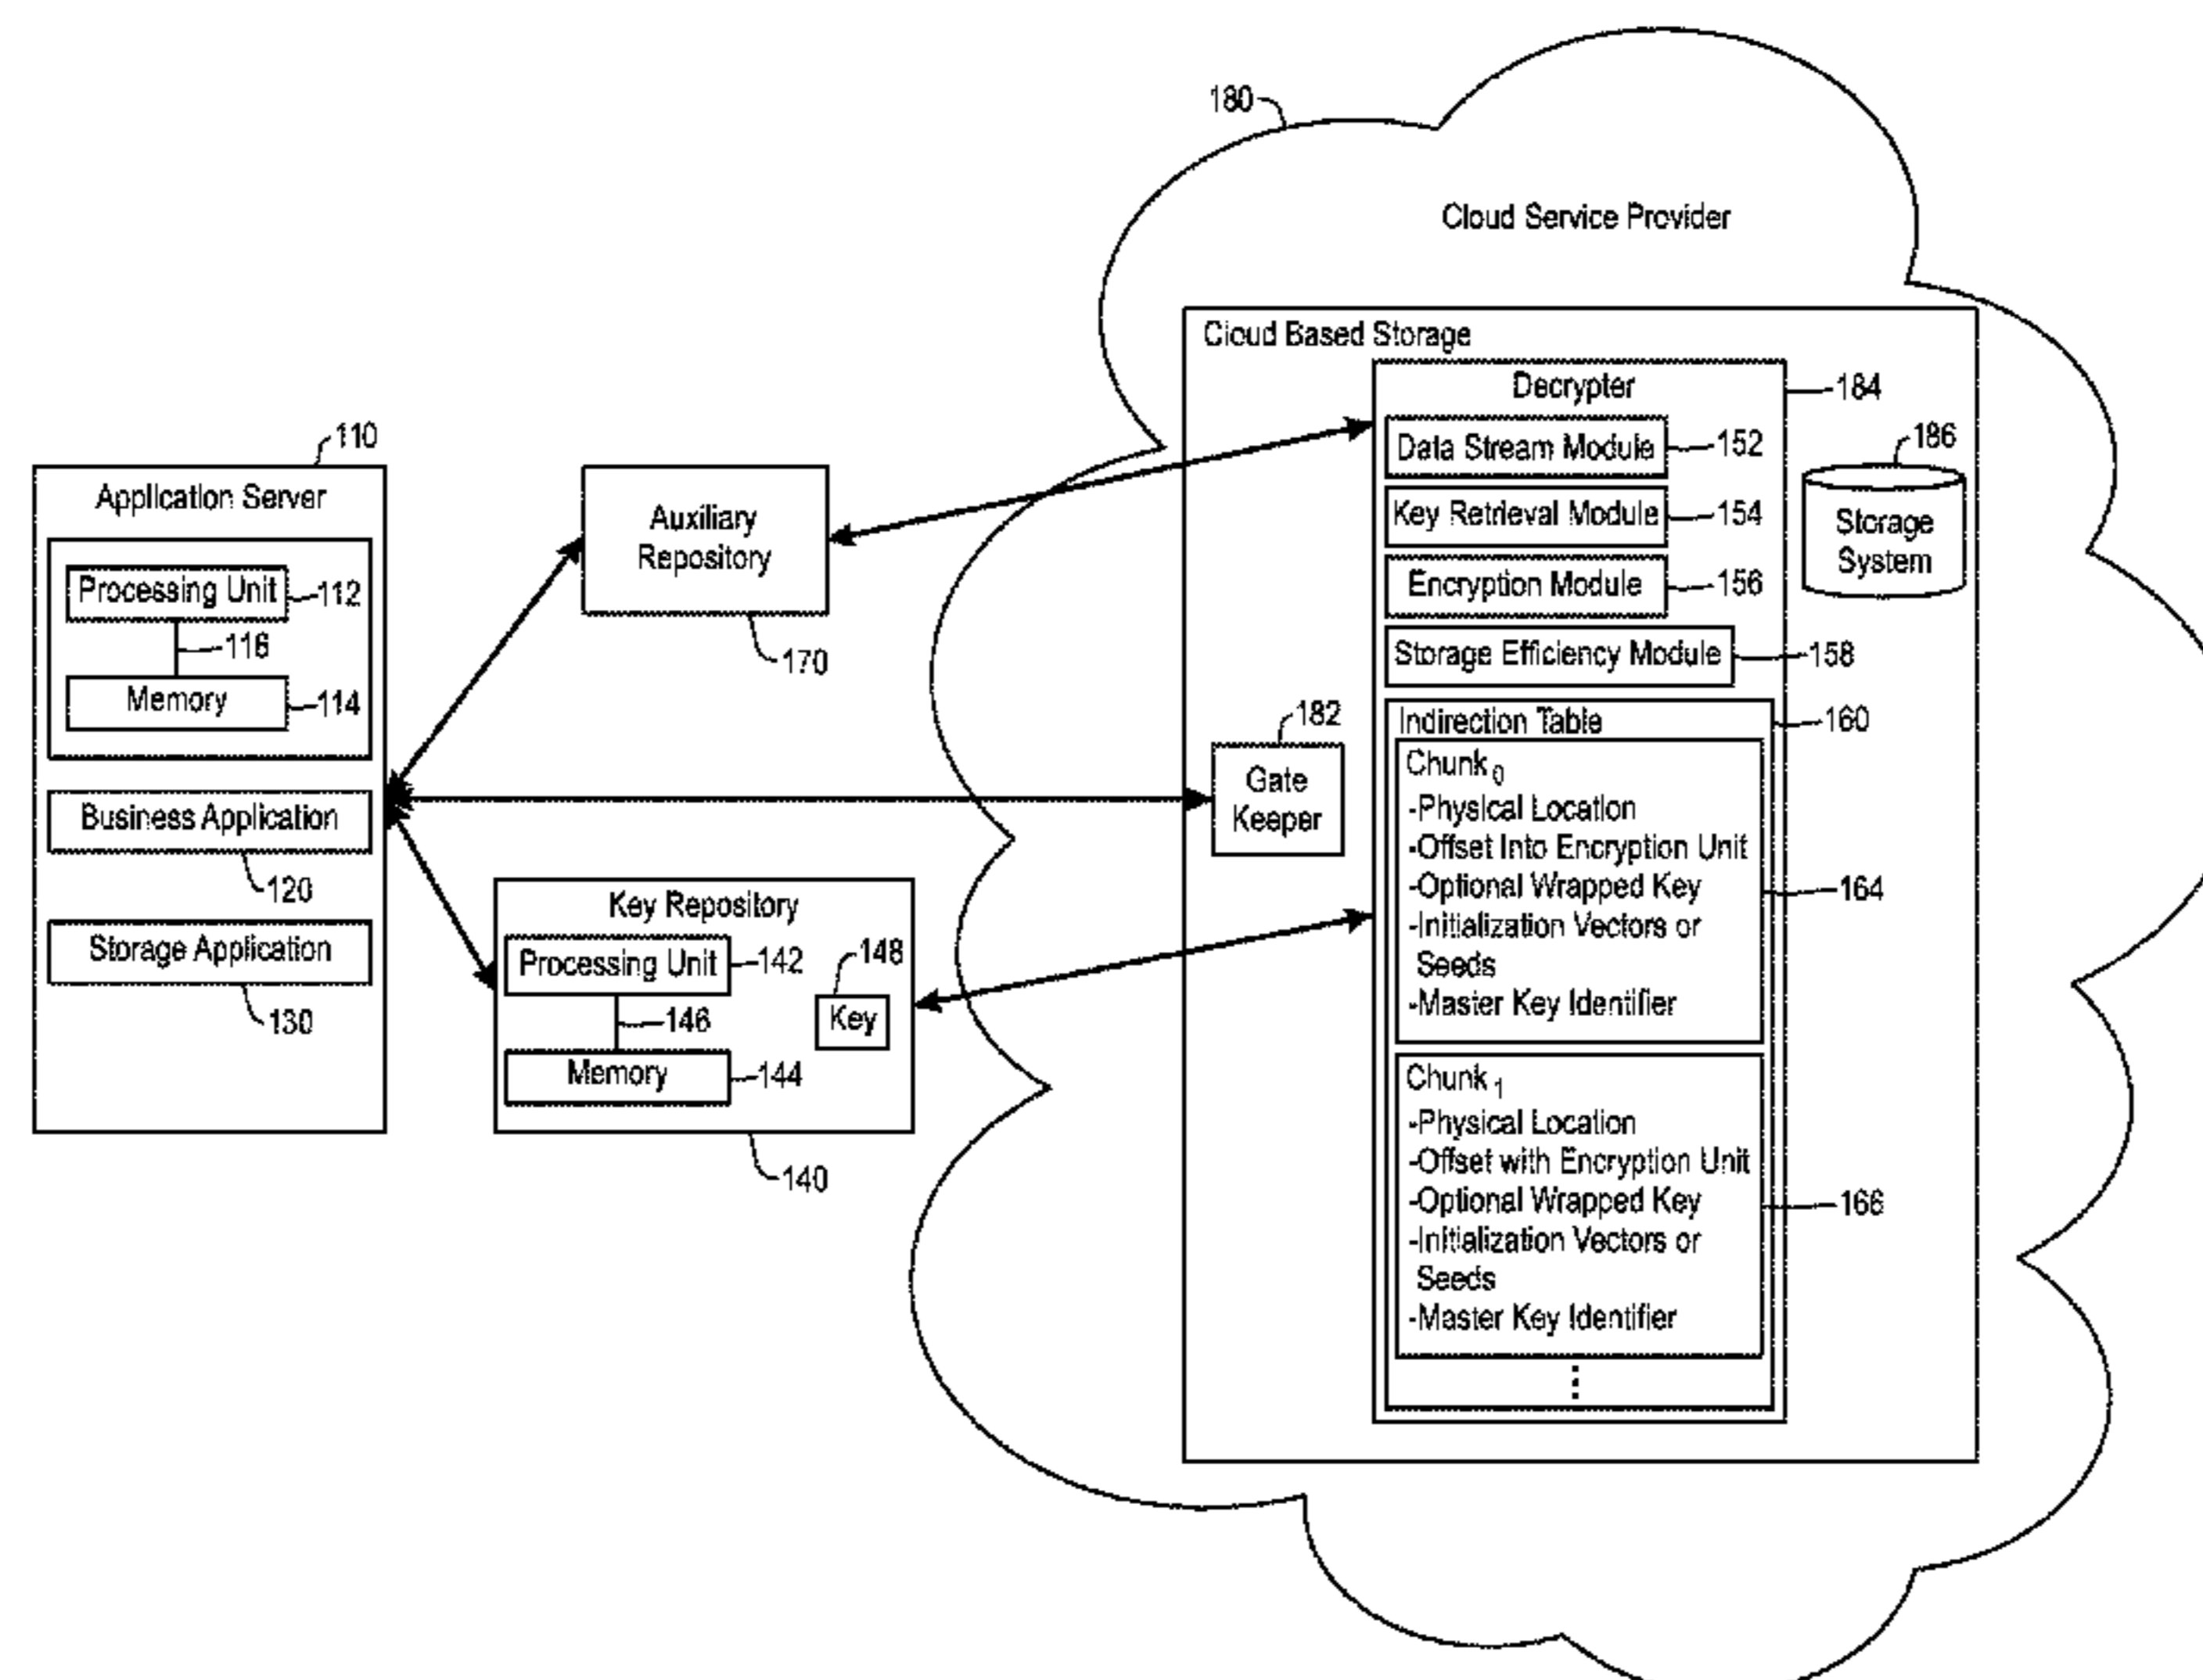 180
Cloud Service Provider
Cloud Based Storage
Decrypter
184
Data Stream Module
152
Key Retrieval Module
154
Encryption Module
156
Storage Efficiency Module
158
186
Storage
System
Indirection Table
160
Chunk 0
-Physical Location
-Offset Into Encryption Unit
-Optional Wrapped Key
-Initialization Vectors or
Seeds
-Master Key Identifier
164
Chunk 1
-Physical Location
-Offset with Encryption Unit
-Optional Wrapped Key
-Initialization Vectors or
Seeds
-Master Key Identifier
166
182
Gate
Keeper
110
Application Server
Processing Unit
112
116
Memory
114
Business Application
120
Storage Application
130
Auxiliary
Repository
170
Key Repository
Processing Unit
142
146
Memory
144
148
Key
140